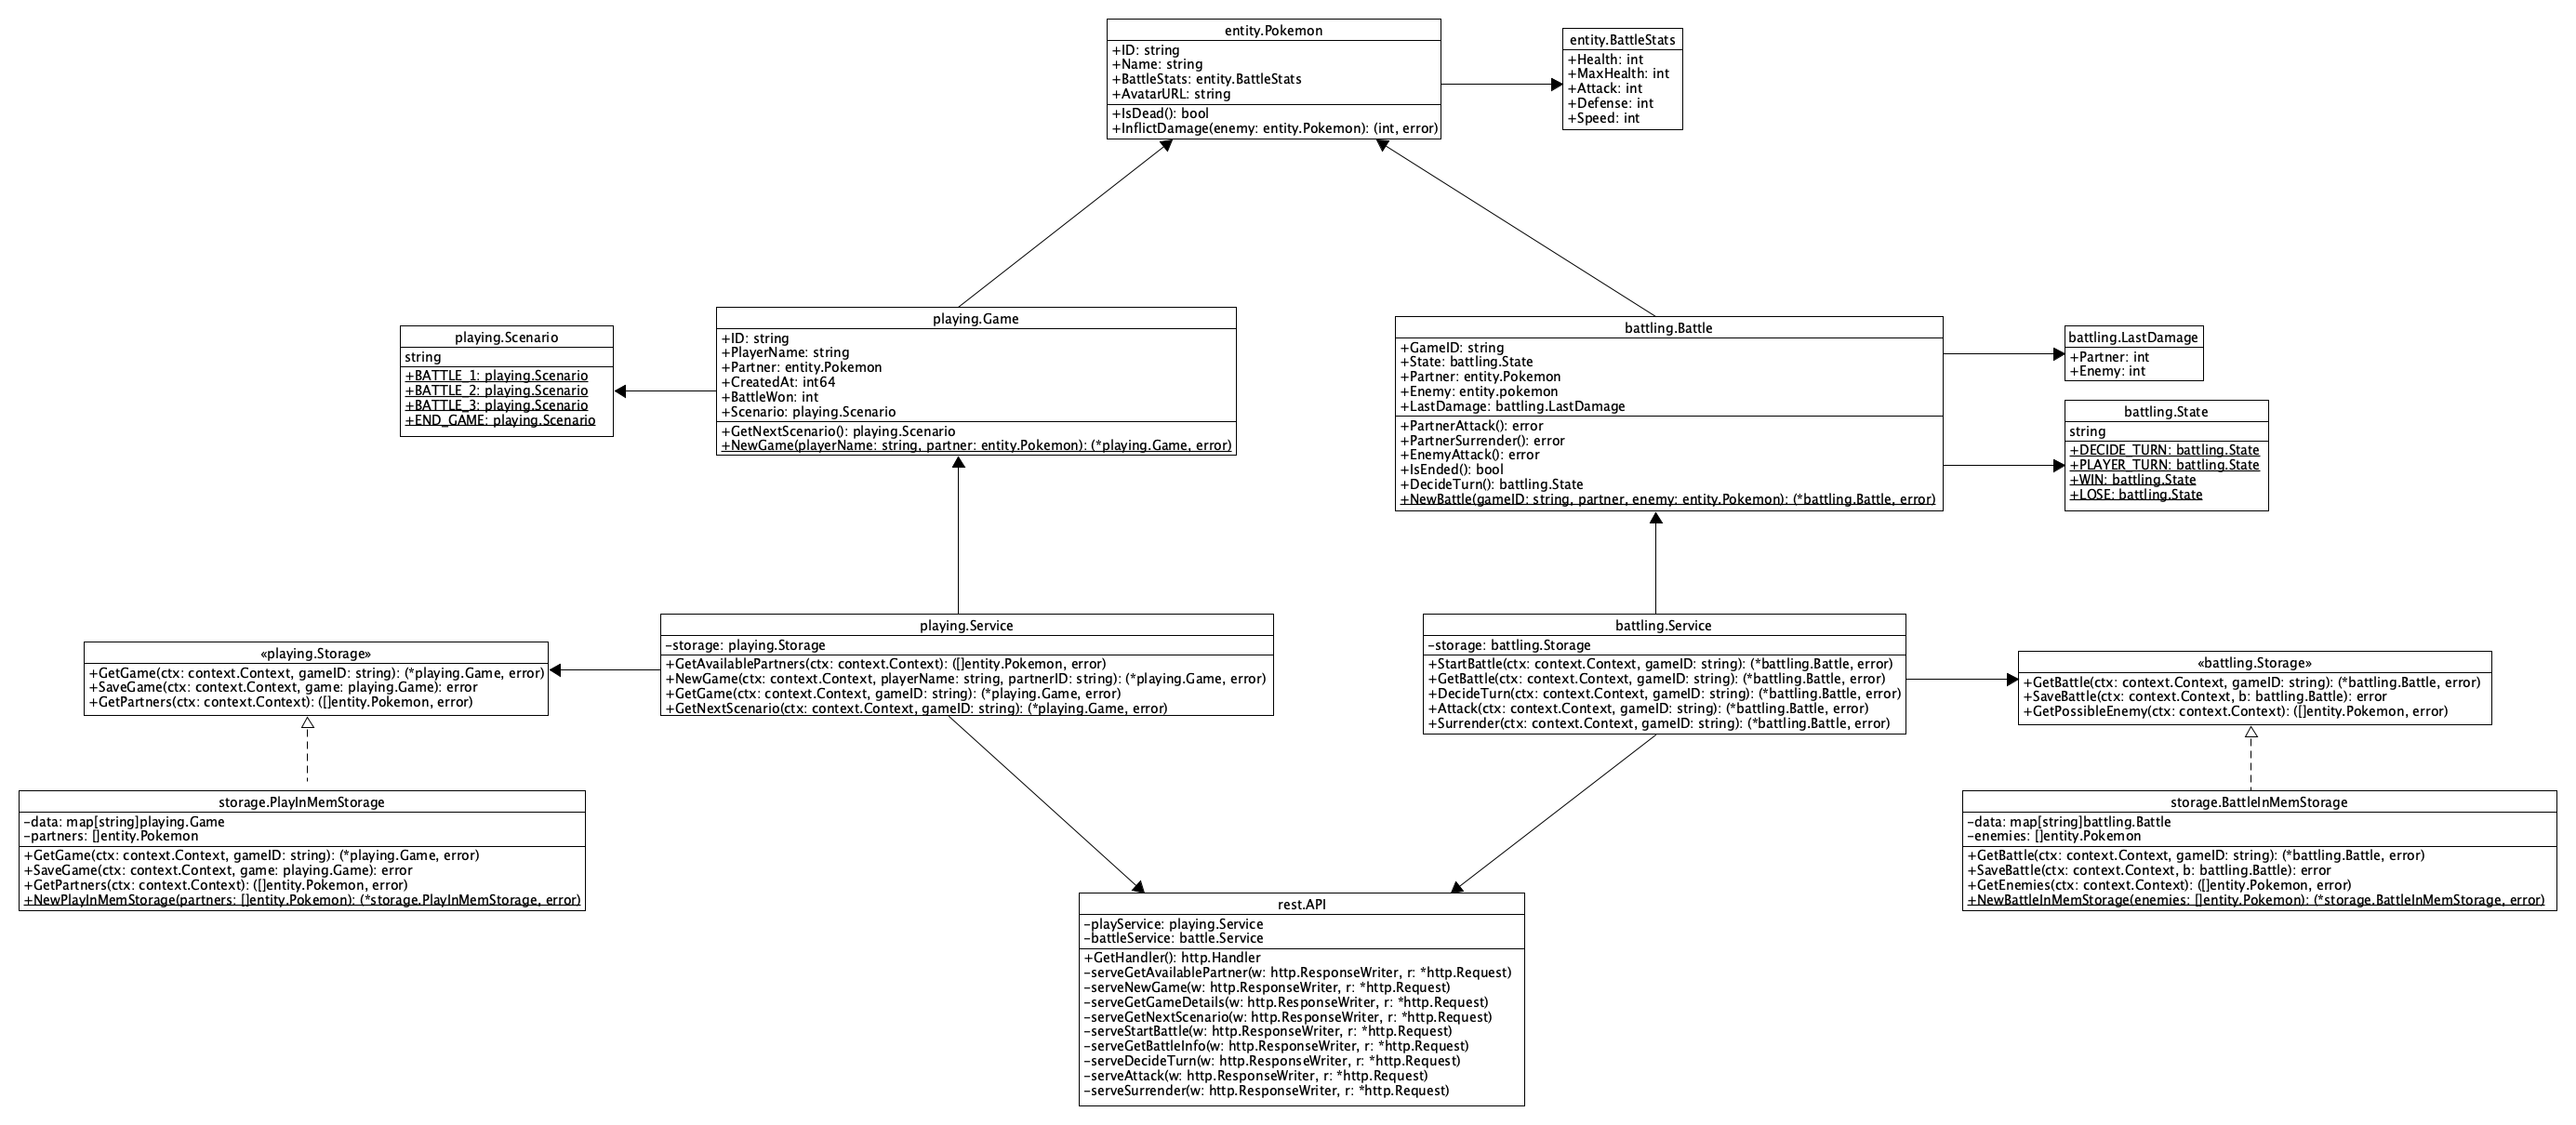 entity.Pokemon
+ID: string
+Name: string
+BattleStats: entity.BattleStats
+AvatarURL: string
+IsDead(): bool
+InflictDamage(enemy: entity.Pokemon): (int, error)
entity.BattleStats
+Health: int
+MaxHealth: int
+Attack: int
+Defense: int
+Speed: int
playing.Scenario
string
+BATTLE_1: playing.Scenario
+BATTLE_2: playing.Scenario
+BATTLE_3: playing.Scenario
+END_GAME: playing.Scenario
playing.Game
+ID: string
+PlayerName: string
+Partner: entity.Pokemon
+CreatedAt: int64
+BattleWon: int
+Scenario: playing.Scenario
+GetNextScenario(): playing.Scenario
+NewGame(playerName: string, partner: entity.Pokemon): (*playing.Game, error)
battling.Battle
+GameID: string
+State: battling.State
+Partner: entity.Pokemon
+Enemy: entity.pokemon
+LastDamage: battling.LastDamage
+PartnerAttack(): error
+PartnerSurrender(): error
+EnemyAttack(): error
+IsEnded(): bool
+DecideTurn(): battling.State
+NewBattle(gameID: string, partner, enemy: entity.Pokemon): (*battling.Battle, error)
battling.LastDamage
+Partner: int
+Enemy: int
battling.State
string
+DECIDE_TURN: battling.State
+PLAYER_TURN: battling.State
+WIN: battling.State
+LOSE: battling.State
«playing.Storage»
+GetGame(ctx: context.Context, gameID: string): (*playing.Game, error)
+SaveGame(ctx: context.Context, game: playing.Game): error
+GetPartners(ctx: context.Context): ([]entity.Pokemon, error)
playing.Service
-storage: playing.Storage
+GetAvailablePartners(ctx: context.Context): ([]entity.Pokemon, error)
+NewGame(ctx: context.Context, playerName: string, partnerID: string): (*playing.Game, error)
+GetGame(ctx: context.Context, gameID: string): (*playing.Game, error)
+GetNextScenario(ctx: context.Context, gameID: string): (*playing.Game, error)
battling.Service
-storage: battling.Storage
+StartBattle(ctx: context.Context, gameID: string): (*battling.Battle, error)
+GetBattle(ctx: context.Context, gameID: string): (*battling.Battle, error)
+DecideTurn(ctx: context.Context, gameID: string): (*battling.Battle, error)
+Attack(ctx: context.Context, gameID: string): (*battling.Battle, error)
+Surrender(ctx: context.Context, gameID: string): (*battling.Battle, error)
«battling.Storage»
+GetBattle(ctx: context.Context, gameID: string): (*battling.Battle, error)
+SaveBattle(ctx: context.Context, b: battling.Battle): error
+GetPossibleEnemy(ctx: context.Context): ([]entity.Pokemon, error)
storage.PlayInMemStorage
-data: map[string]playing.Game
-partners: []entity.Pokemon
+GetGame(ctx: context.Context, gameID: string): (*playing.Game, error)
+SaveGame(ctx: context.Context, game: playing.Game): error
+GetPartners(ctx: context.Context): ([]entity.Pokemon, error)
+NewPlayInMemStorage(partners: []entity.Pokemon): (*storage.PlayInMemStorage, error)
storage.BattleInMemStorage
-data: map[string]battling.Battle
-enemies: []entity.Pokemon
+GetBattle(ctx: context.Context, gameID: string): (*battling.Battle, error)
+SaveBattle(ctx: context.Context, b: battling.Battle): error
+GetEnemies(ctx: context.Context): ([]entity.Pokemon, error)
+NewBattleInMemStorage(enemies: []entity.Pokemon): (*storage.BattleInMemStorage, error)
rest.API
-playService: playing.Service
-battleService: battle.Service
+GetHandler(): http.Handler
-serveGetAvailablePartner(w: http.ResponseWriter, r: *http.Request)
-serveNewGame(w: http.ResponseWriter, r: *http.Request)
-serveGetGameDetails(w: http.ResponseWriter, r: *http.Request)
-serveGetNextScenario(w: http.ResponseWriter, r: *http.Request)
-serveStartBattle(w: http.ResponseWriter, r: *http.Request)
-serveGetBattleInfo(w: http.ResponseWriter, r: *http.Request)
-serveDecideTurn(w: http.ResponseWriter, r: *http.Request)
-serveAttack(w: http.ResponseWriter, r: *http.Request)
-serveSurrender(w: http.ResponseWriter, r: *http.Request)